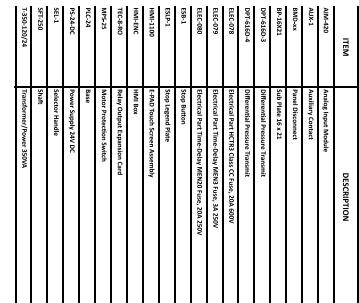 ITEM DESCRIPTION
AIM-420 Analog Input Module
AUX-1 Auxiliary Contact
BMD-xx Panel Disconnect
BP-16X21 Sub Plate 16 x 21
DPT-616D-3 Differential Pressure Transmit
DPT-616D-4 Differential Pressure Transmit
ELEC-078 Electrical Part MCTR3 Class CC Fuse, 20A 600V
ELEC-079 Electrical Part Time-Delay MEN3 Fuse, 3A 250V
ELEC-080 Electrical Part Time-Delay MEN20 Fuse, 20A 250V
ESB-1 Stop Button
ESLP-1 Stop Legend Plate
HMI-1100 E-PAD Touch Screen Assembly
HMI-ENC HMI Box
TEC-8-RO Relay Output Expansion Card
MPS-25 Motor Protection Switch
PLC-24 Base
PS-24-DC Power Supply 24V DC
SEL-1 Selector Handle
SFT-250 Shaft
T-350-120/24 Transformer/Power 350VA